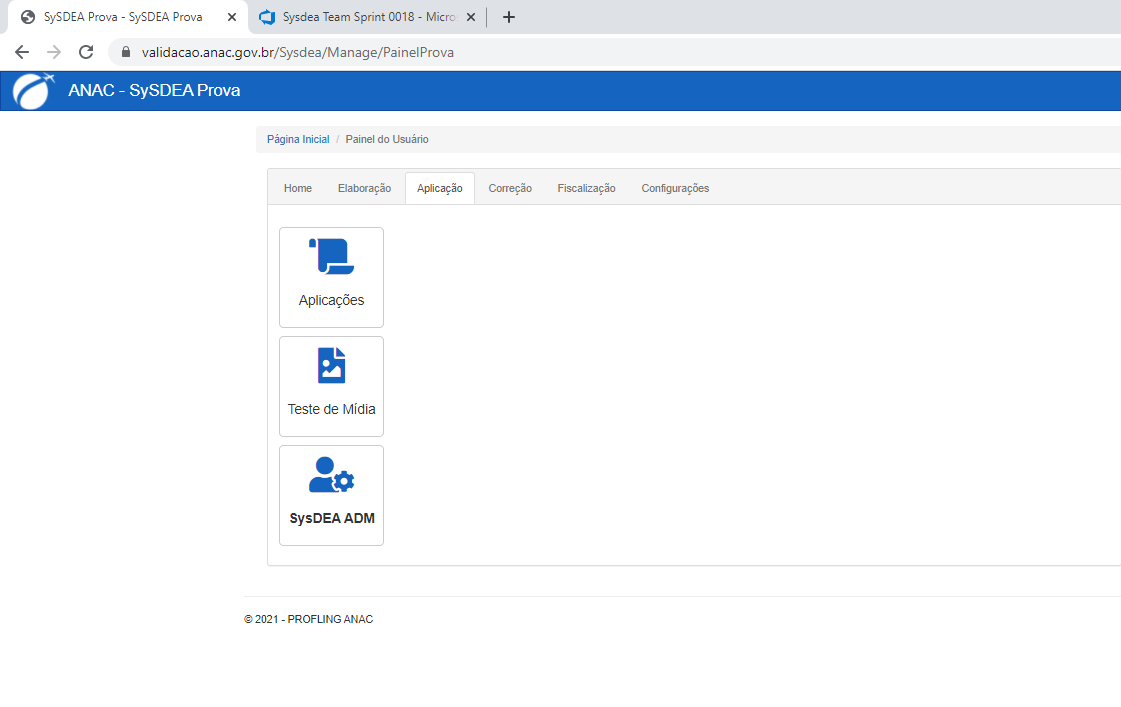 SySDEA Prova - SySDEA Prova
Sysdea Team Sprint 0018 - Micro
validacao.anac.gov.br/Sysdea/Manage/PainelProva
ANAC - SySDEA Prova
Página Inicial / Painel do Usuário
Home Elaboração Aplicação Correção Fiscalização Configurações
Aplicações
Teste de Mídia
SysDEA ADM
© 2021 - PROFLING ANAC